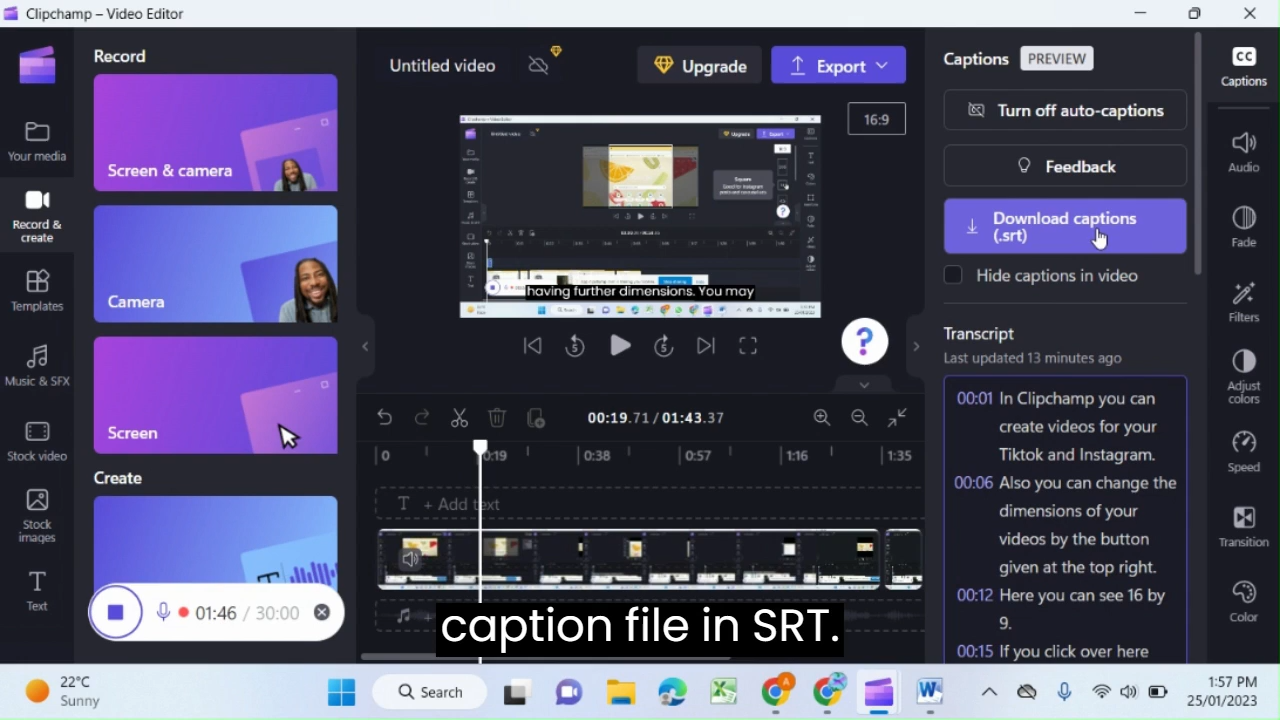 Clipchamp – Video Editor
Record
Screen & camera
Camera
Screen
Create
Your media
Record &
create
Templates
Music & SFX
Stock video
Stock
images
Text
01:46 / 30:00
Untitled video
Upgrade
Export
16:9
Square
having further dimensions. You may
5
5
?
00:19.71 / 01:43.37
0
0:19
0:38
0:57
1:16
1:35
T + Add text
caption file in SRT.
Captions
PREVIEW
Turn off auto-captions
Feedback
Download captions
(.srt)
Hide captions in video
Transcript
Last updated 13 minutes ago
00:01 In Clipchamp you can
create videos for your
Tiktok and Instagram.
00:06 Also you can change the
dimensions of your
videos by the button
given at the top right.
00:12 Here you can see 16 by
9.
00:15 If you click over here
CC
Captions
Audio
Fade
Filters
Adjust
colors
Speed
Transition
Color
22°C
Sunny
Search
1:57 PM
25/01/2023